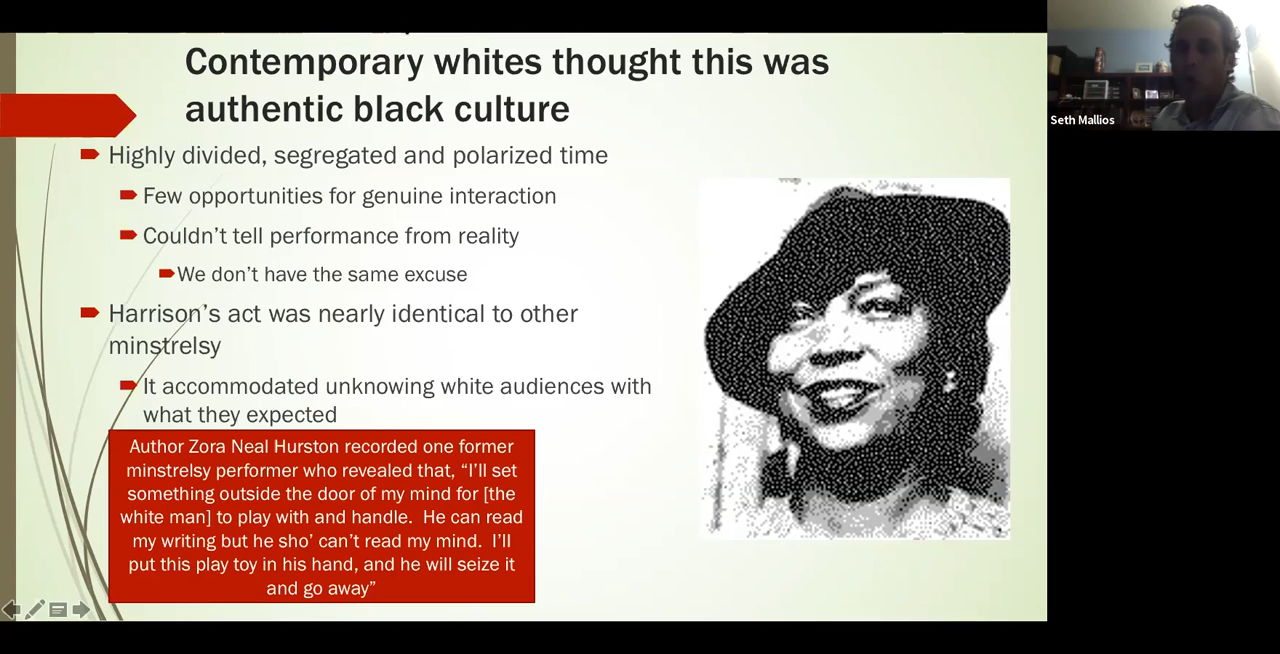 Contemporary whites thought this was
authentic black culture
Highly divided, segregated and polarized time
Few opportunities for genuine interaction
Couldn't tell performance from reality
We don't have the same excuse
Harrison's act was nearly identical to other
minstrelsy
It accommodated unknowing white audiences with
what they expected
Author Zora Neal Hurston recorded one former
minstrelsy performer who revealed that, “I'll set
something outside the door of my mind for [the
white man] to play with and handle.  He can read
my writing but he sho' can't read my mind.  I'll
put this play toy in his hand, and he will seize it
and go away”
Seth Mallios